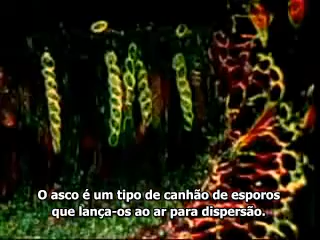 O asco é um tipo de canhão de esporos
que lança-os ao ar para dispersão.